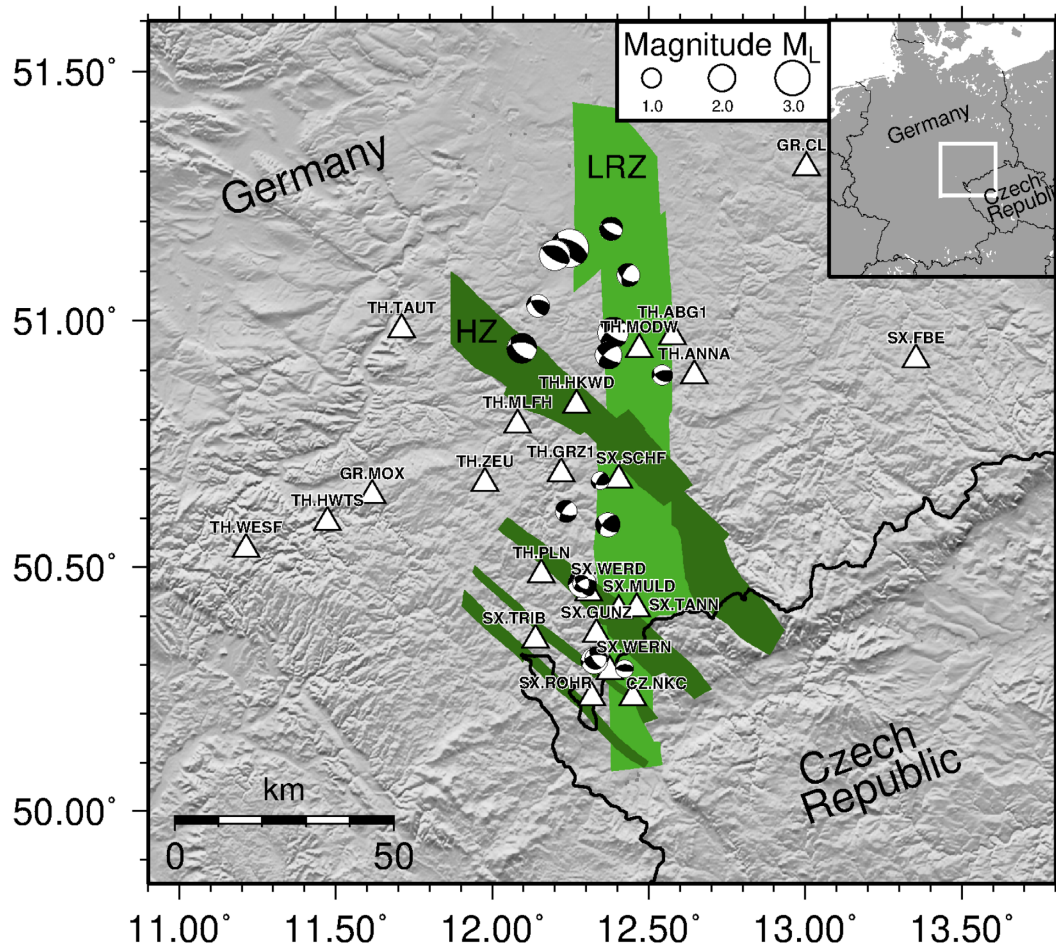 51.50°
51.00°
50.50°
50.00°
Magnitude M_L
1.0 2.0 3.0
Germany
Czech
Republic
GR.CL
Germany
LRZ
HZ
TH.TAUT
TH.ABG1
TH.MODW
TH.ANNA
SX.FBE
TH.HKWD
TH.MLFH
TH.GRZ1
SX.SCHF
TH.ZEU
GR.MOX
TH.HWTS
TH.WESF
TH.PLN
SX.WERD
SX.MULD
SX.TANN
SX.GUNZ
SX.TRIB
SX.WERN
SX.ROHR
CZ.NKC
Czech
Republic
km
0 50
11.00° 11.50° 12.00° 12.50° 13.00° 13.50°